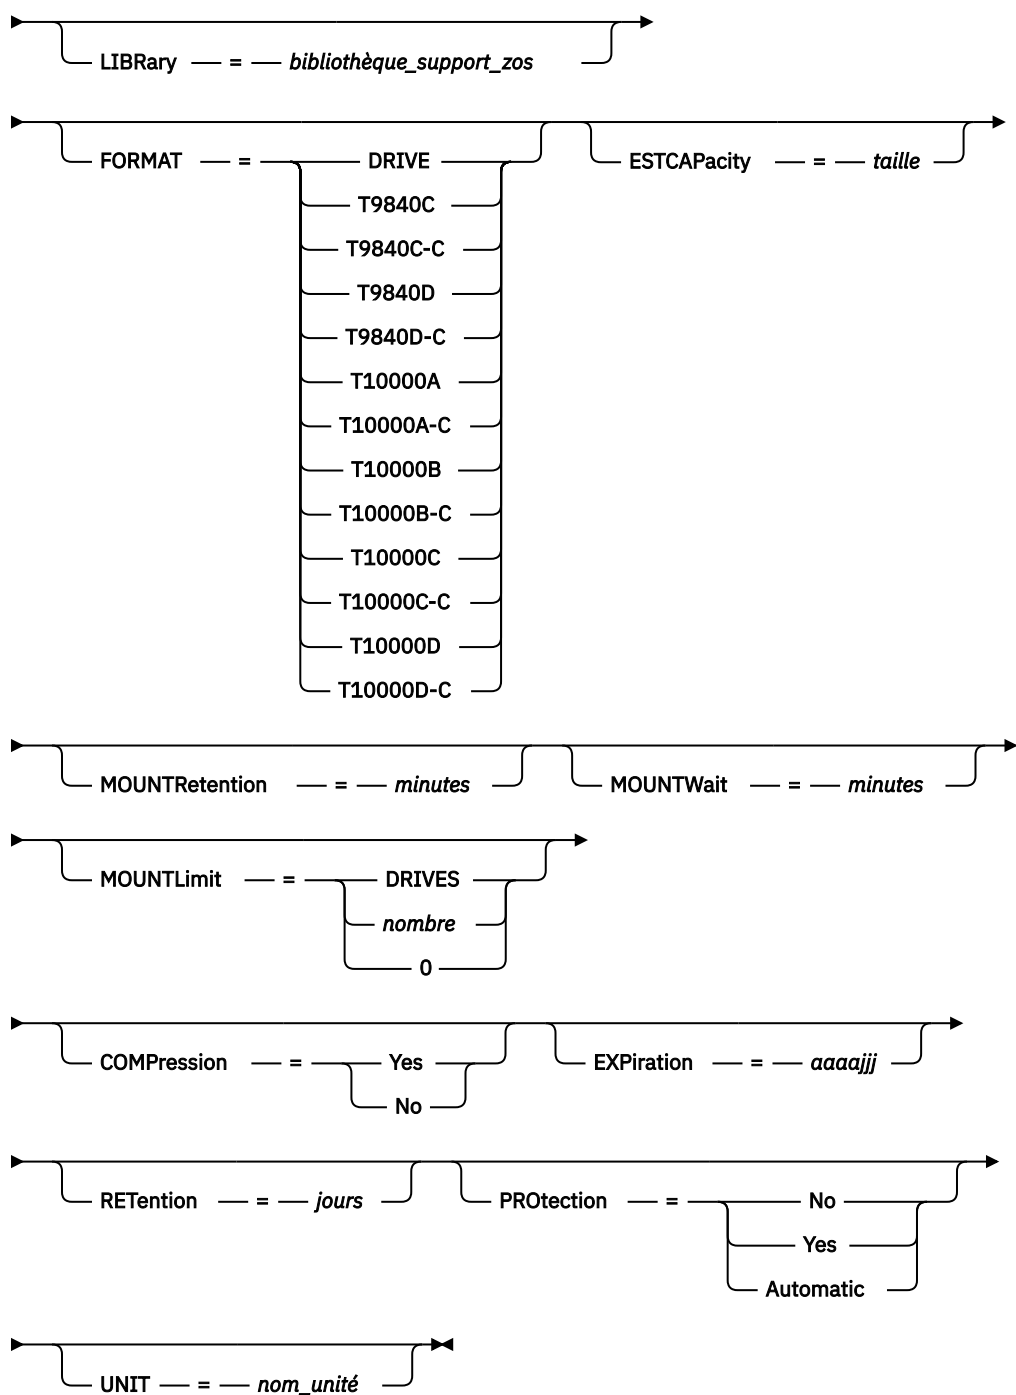 LIBRary = bibliothèque_support_zos
FORMAT = DRIVE ESTCAPacity = taille
T9840C
T9840C-C
T9840D
T9840D-C
T10000A
T10000A-C
T10000B
T10000B-C
T10000C
T10000C-C
T10000D
T10000D-C
MOUNTRetention = minutes MOUNTWait = minutes
MOUNTLimit = DRIVES
nombre
0
COMPression = Yes EXPiration = aaaajjj
No
RETention = jours PROtection = No
Yes
Automatic
UNIT = nom_unité